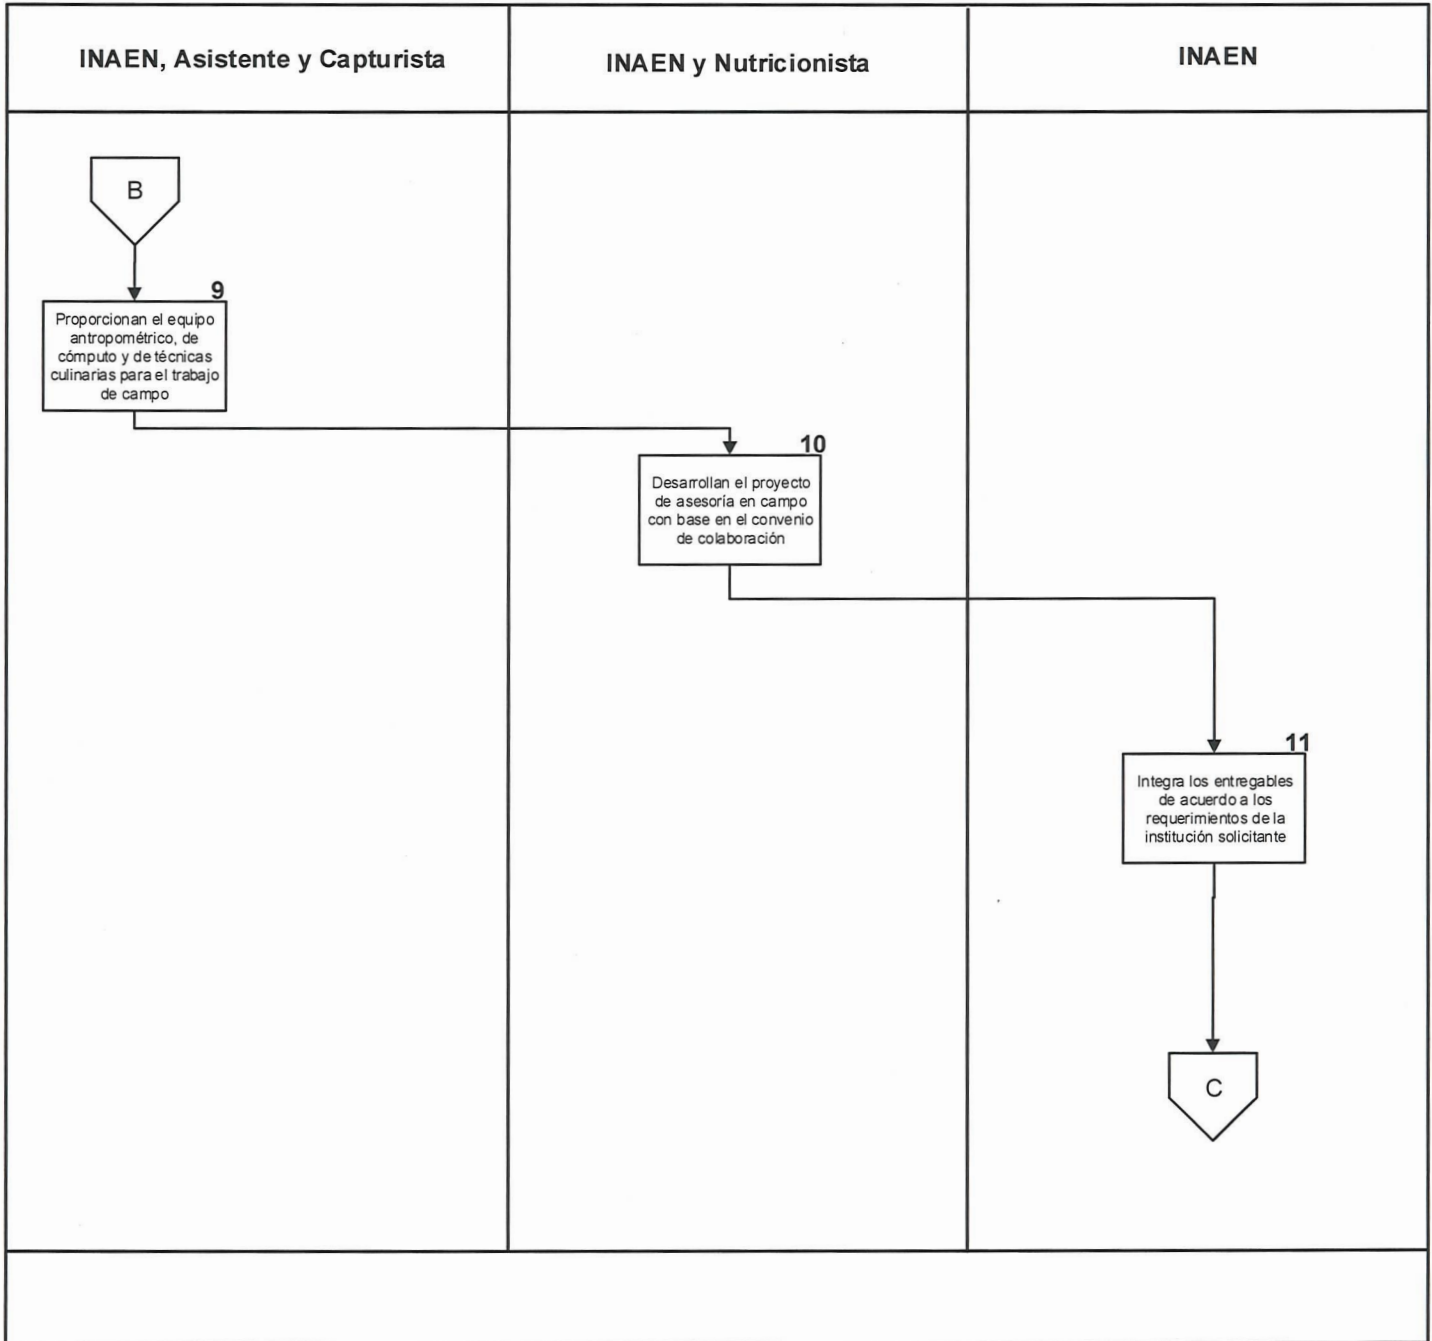 INAEN, Asistente y Capturista
INAEN y Nutricionista
INAEN
B
9
Proporcionan el equipo
antropométrico, de
cómputo y de técnicas
culinarias para el trabajo
de campo
10
Desarrollan el proyecto
de asesoría en campo
con base en el convenio
de colaboración
11
Integra los entregables
de acuerdo a los
requerimientos de la
institución solicitante
C